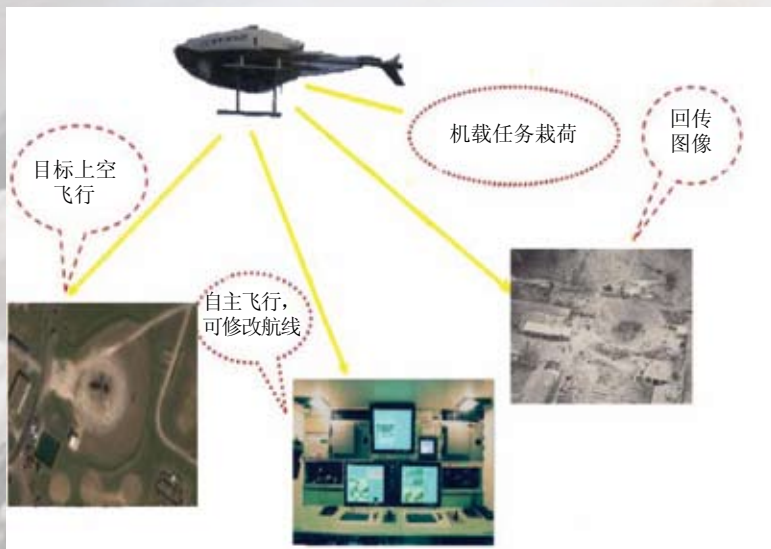 机载任务栽荷
回传
图像
目标上空
飞行
自主飞行,
可修改航线